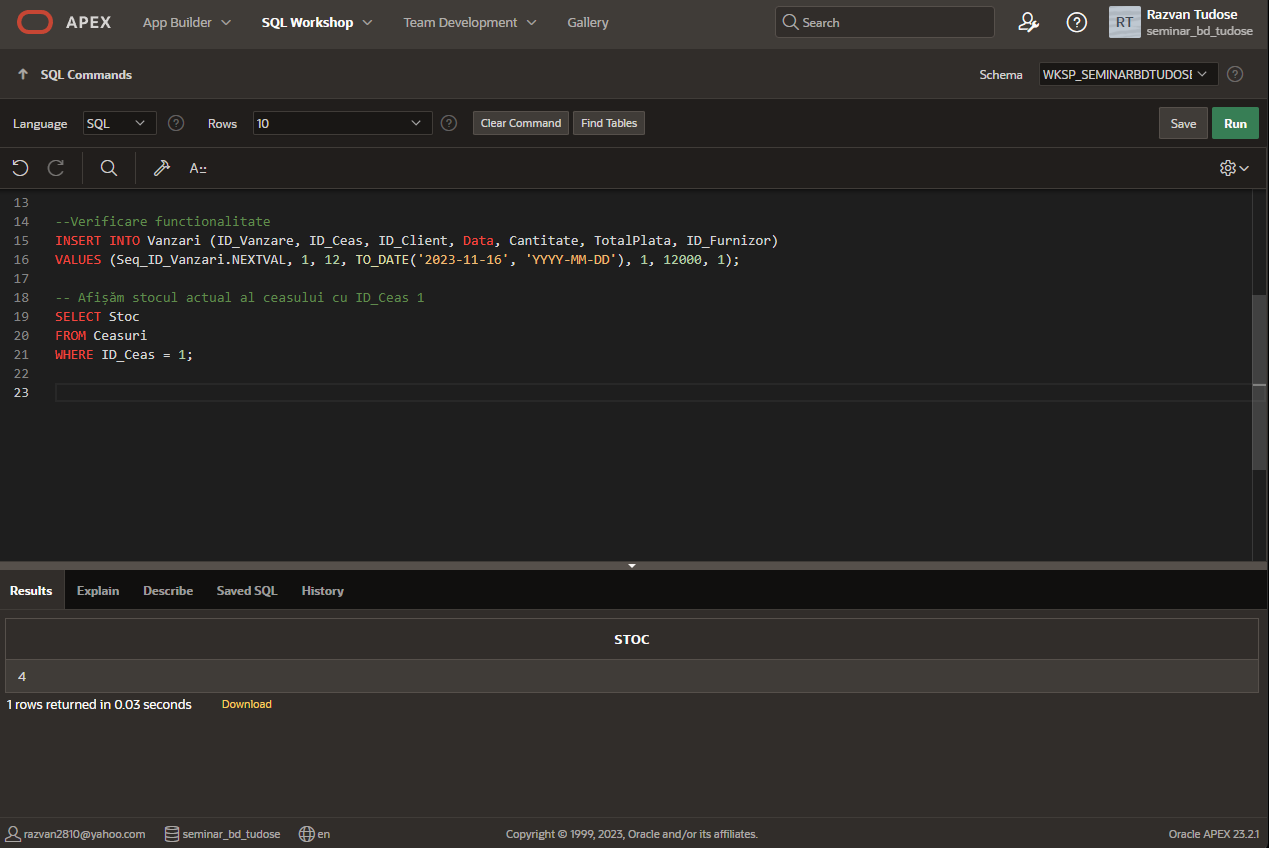 APEX App Builder SQL Workshop Team Development Gallery Search RT Razvan Tudose
seminar_bd_tudose
SQL Commands Schema WKSP_SEMINARBDTUDOSE
Language SQL Rows 10 Clear Command Find Tables Save Run
A::
13
14 --Verificare functionalitate
15 INSERT INTO Vanzari (ID_Vanzare, ID_Ceas, ID_Client, Data, Cantitate, TotalPlata, ID_Furnizor)
16 VALUES (Seq_ID_Vanzari.NEXTVAL, 1, 12, TO_DATE('2023-11-16', 'YYYY-MM-DD'), 1, 12000, 1);
17
18 -- Afișăm stocul actual al ceasului cu ID_Ceas 1
19 SELECT Stoc
20 FROM Ceasuri
21 WHERE ID_Ceas = 1;
22
23
Results Explain Describe Saved SQL History
STOC
4
1 rows returned in 0.03 seconds Download
razvan2810@yahoo.com seminar_bd_tudose en Copyright © 1999, 2023, Oracle and/or its affiliates. Oracle APEX 23.2.1